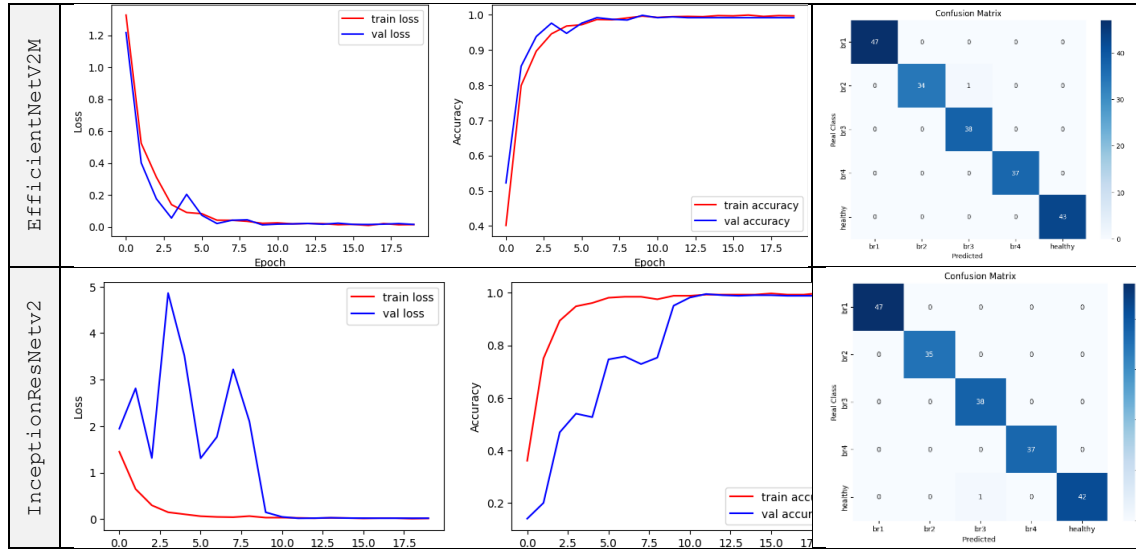 EfficientNetV2M
train loss
val loss
1.2
1.0
0.8
0.6
0.4
0.2
0.0
Loss
0.0 2.5 5.0 7.5 10.0 12.5 15.0 17.5
Epoch
1.0
0.9
0.8
0.7
0.6
0.5
0.4
Accuracy
train accuracy
val accuracy
0.0 2.5 5.0 7.5 10.0 12.5 15.0 17.5
Epoch
Confusion Matrix
br1 47 0 0 0 0
br2 0 34 1 0 0
br3 0 0 38 0 0
br4 0 0 0 37 0
healthy 0 0 0 0 43
Real Class
br1 br2 br3 br4 healthy
Predicted
40
30
20
10
0
InceptionResNetv2
train loss
val loss
5
4
3
2
1
0
Loss
0.0 2.5 5.0 7.5 10.0 12.5 15.0 17.5
1.0
0.8
0.6
0.4
0.2
Accuracy
train accu
val accur
0.0 2.5 5.0 7.5 10.0 12.5 15.0 17.5
Confusion Matrix
br1 47 0 0 0 0
br2 0 35 0 0 0
br3 0 0 38 0 0
br4 0 0 0 37 0
healthy 0 0 1 0 42
Real Class
br1 br2 br3 br4 healthy
Predicted